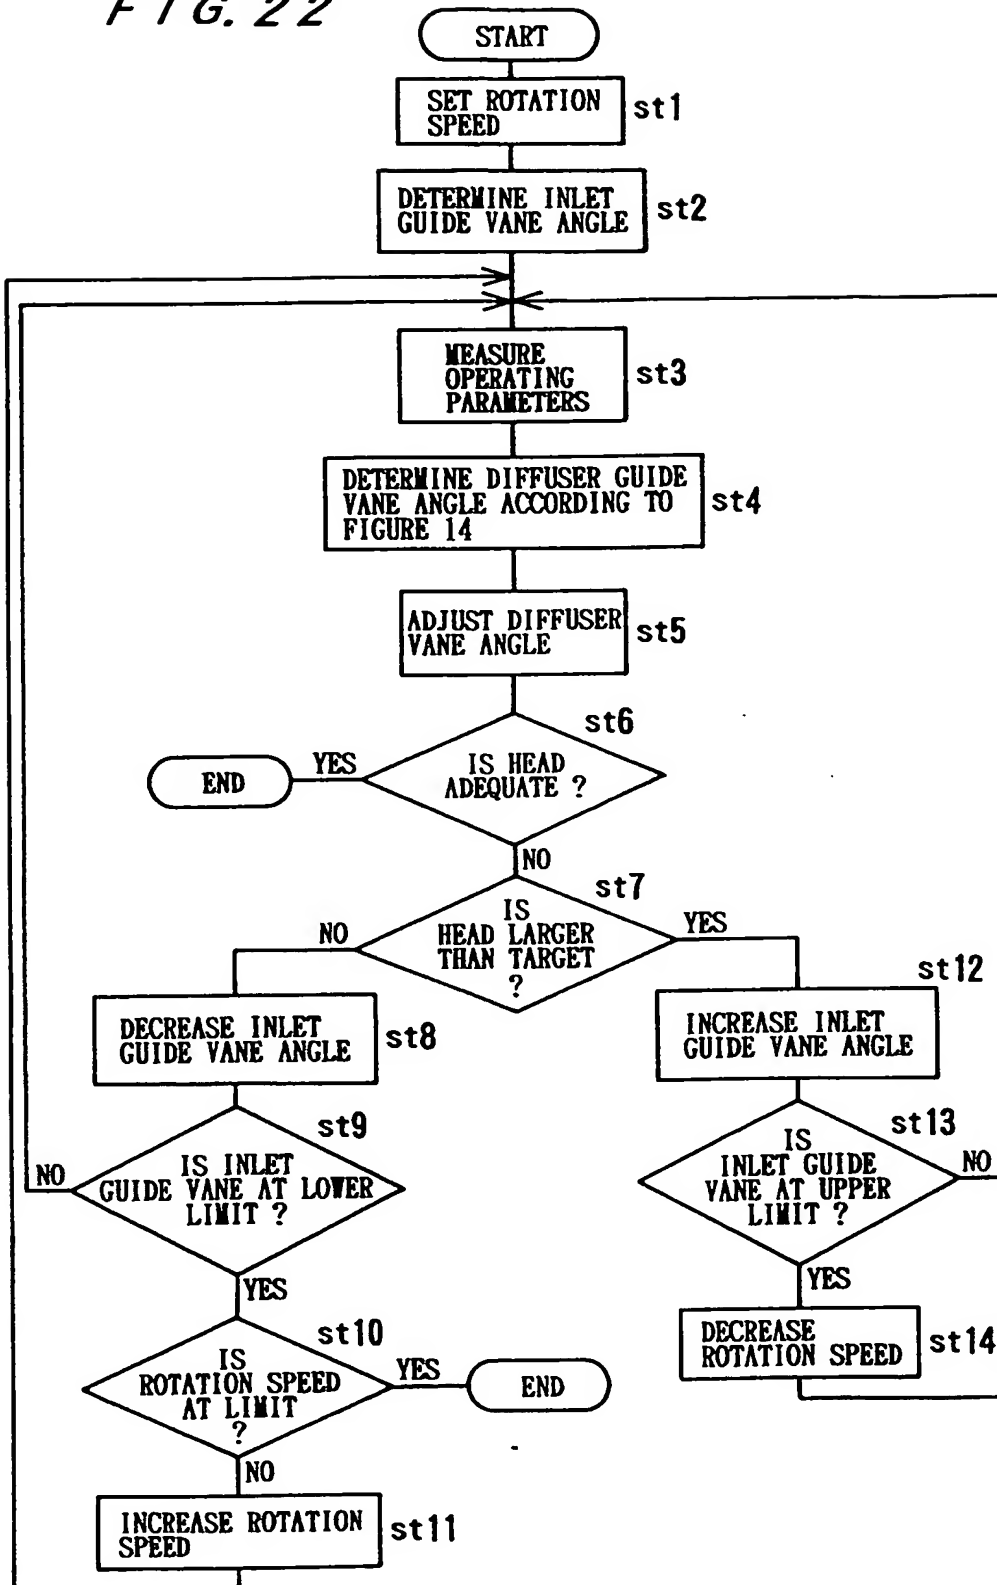 FIG. 22
START
SET ROTATION
SPEED
st1
DETERMINE INLET
GUIDE VANE ANGLE
st2
MEASURE
OPERATING
PARAMETERS
st3
DETERMINE DIFFUSER GUIDE
VANE ANGLE ACCORDING TO
FIGURE 14
st4
ADJUST DIFFUSER
VANE ANGLE
st5
st6
IS HEAD
ADEQUATE ?
YES
END
NO
st7
IS
HEAD LARGER
THAN TARGET
?
NO
YES
DECREASE INLET
GUIDE VANE ANGLE
st8
st12
INCREASE INLET
GUIDE VANE ANGLE
st9
IS INLET
GUIDE VANE AT LOWER
LIMIT ?
NO
YES
st13
IS
INLET GUIDE
VANE AT UPPER
LIMIT ?
NO
YES
st10
IS
ROTATION SPEED
AT LIMIT
?
YES
END
NO
DECREASE
ROTATION SPEED
st14
INCREASE ROTATION
SPEED
st11